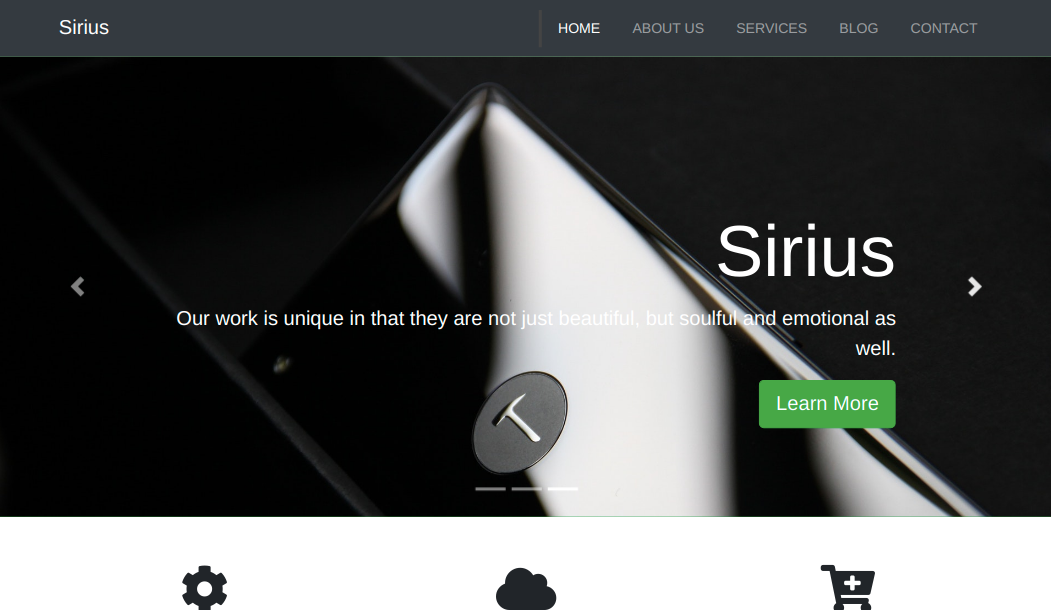 Sirius
HOME ABOUT US SERVICES BLOG CONTACT
Sirius
Our work is unique in that they are not just beautiful, but soulful and emotional as
well.
Learn More